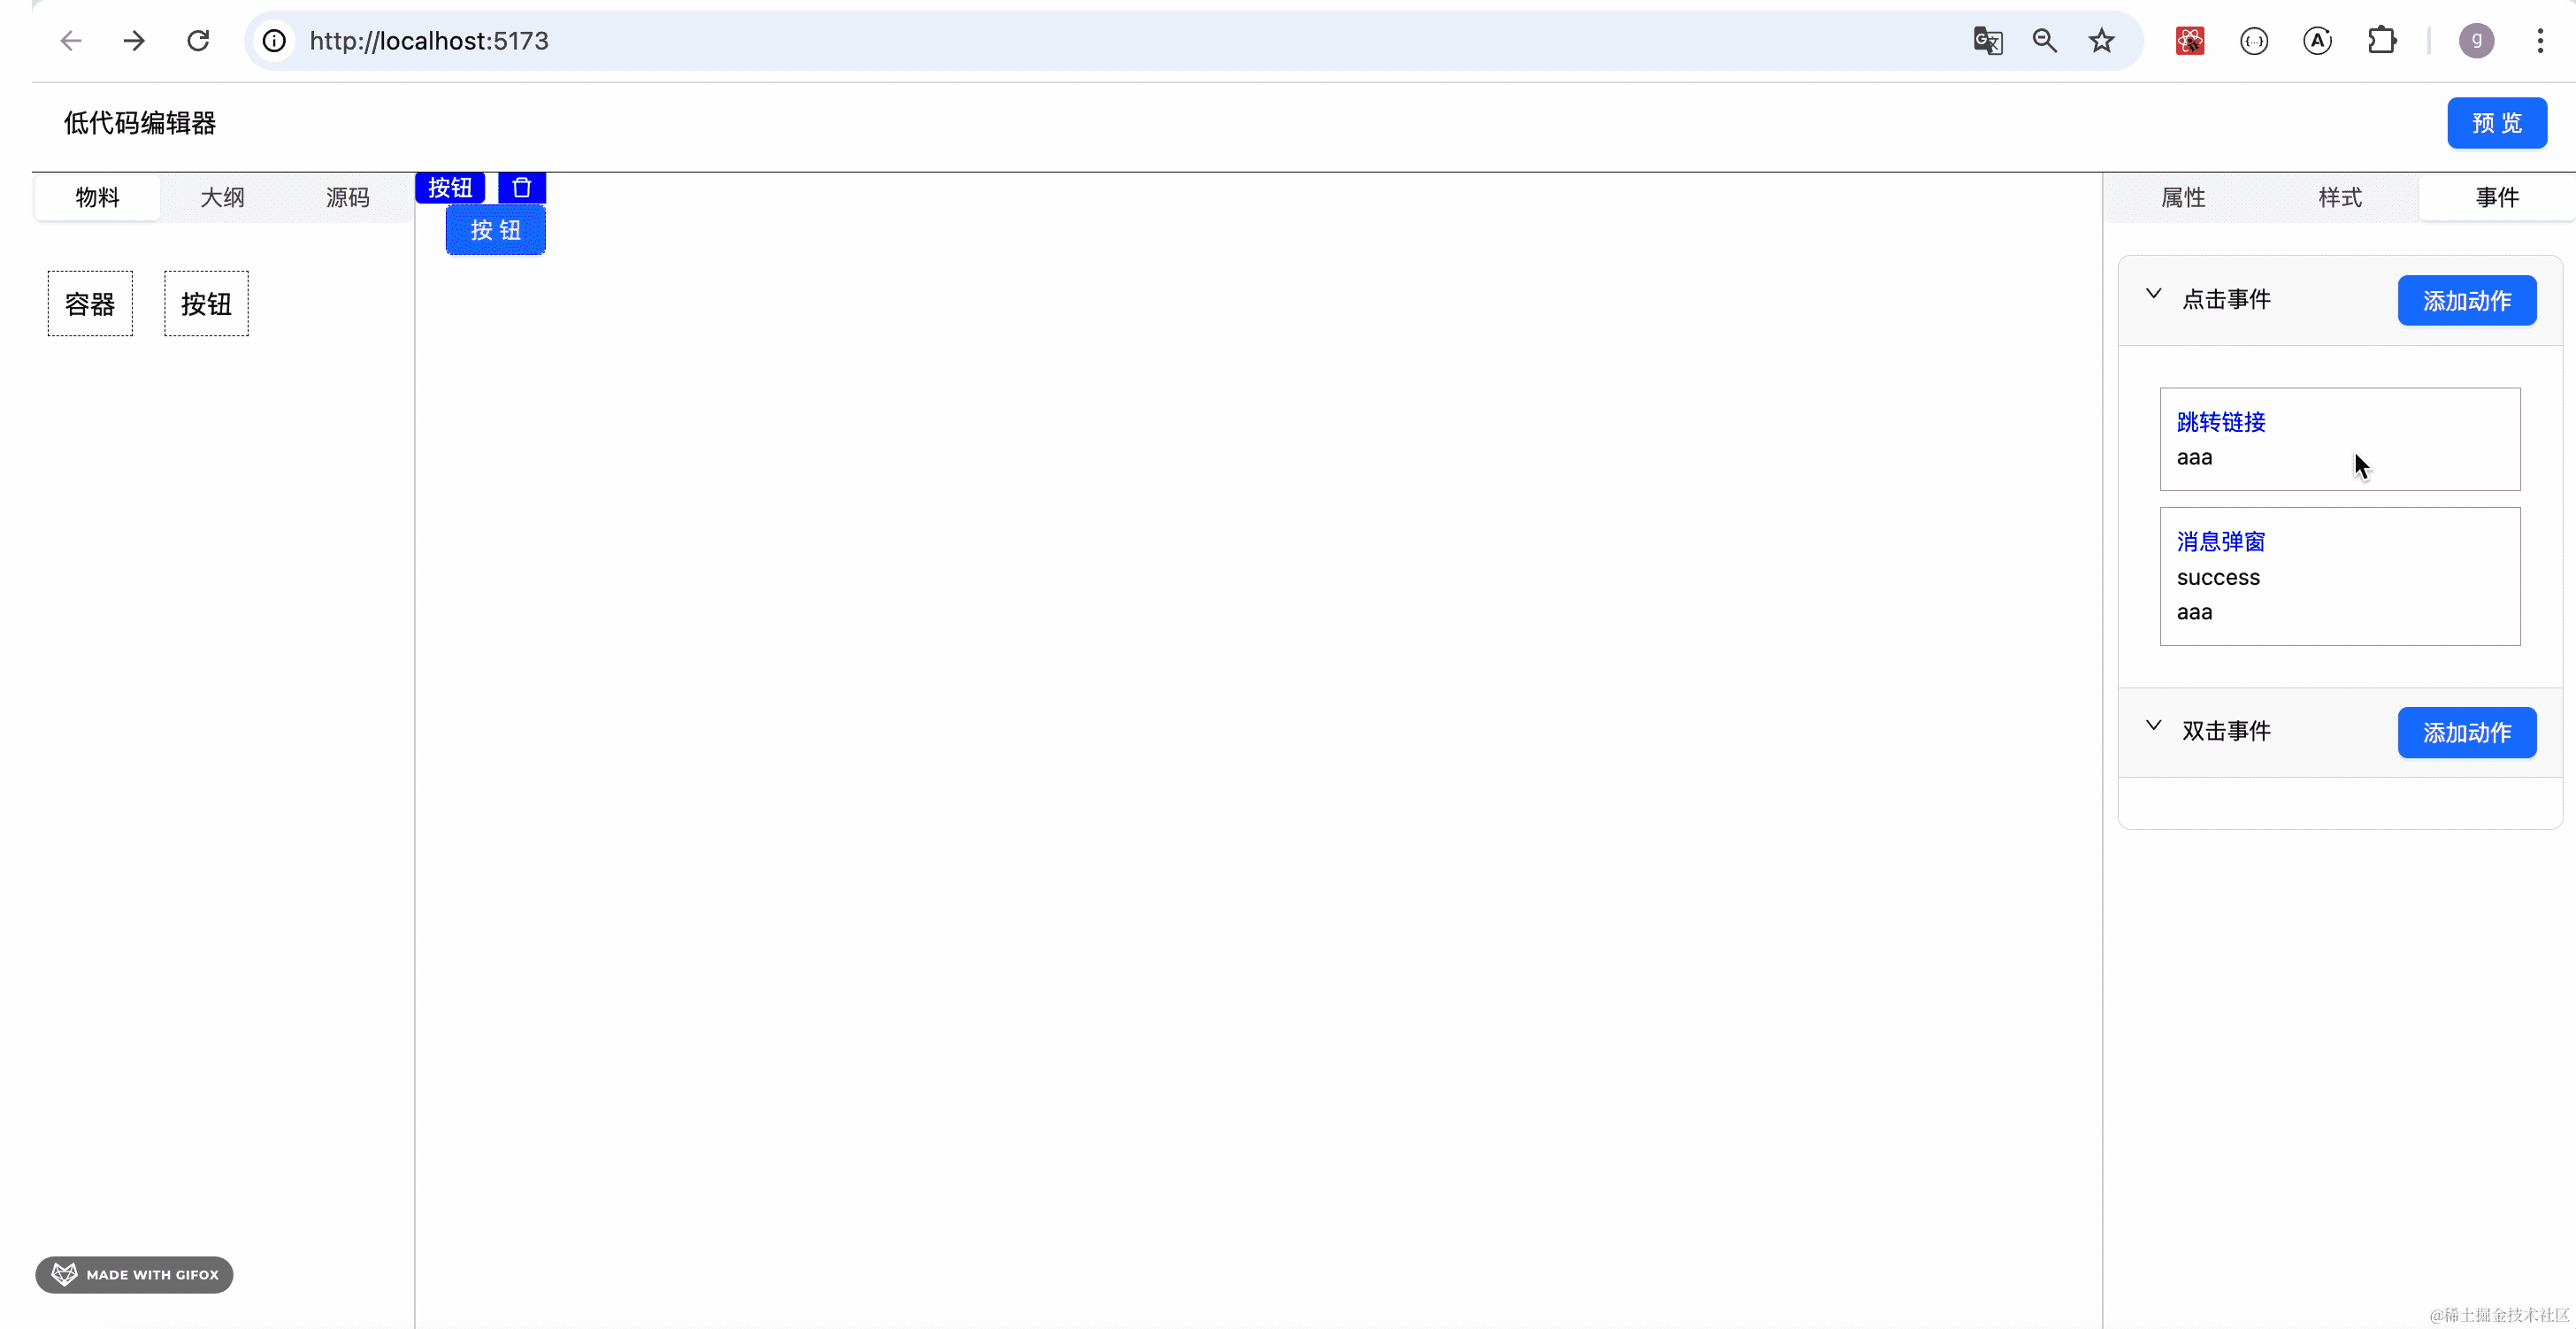 http://localhost:5173
g
低代码编辑器
预 览
物料 大纲 源码
按钮
按 钮
容器 按钮
属性 样式 事件
点击事件 添加动作
跳转链接
aaa
消息弹窗
success
aaa
双击事件 添加动作
MADE WITH GIFOX
@稀土掘金技术社区